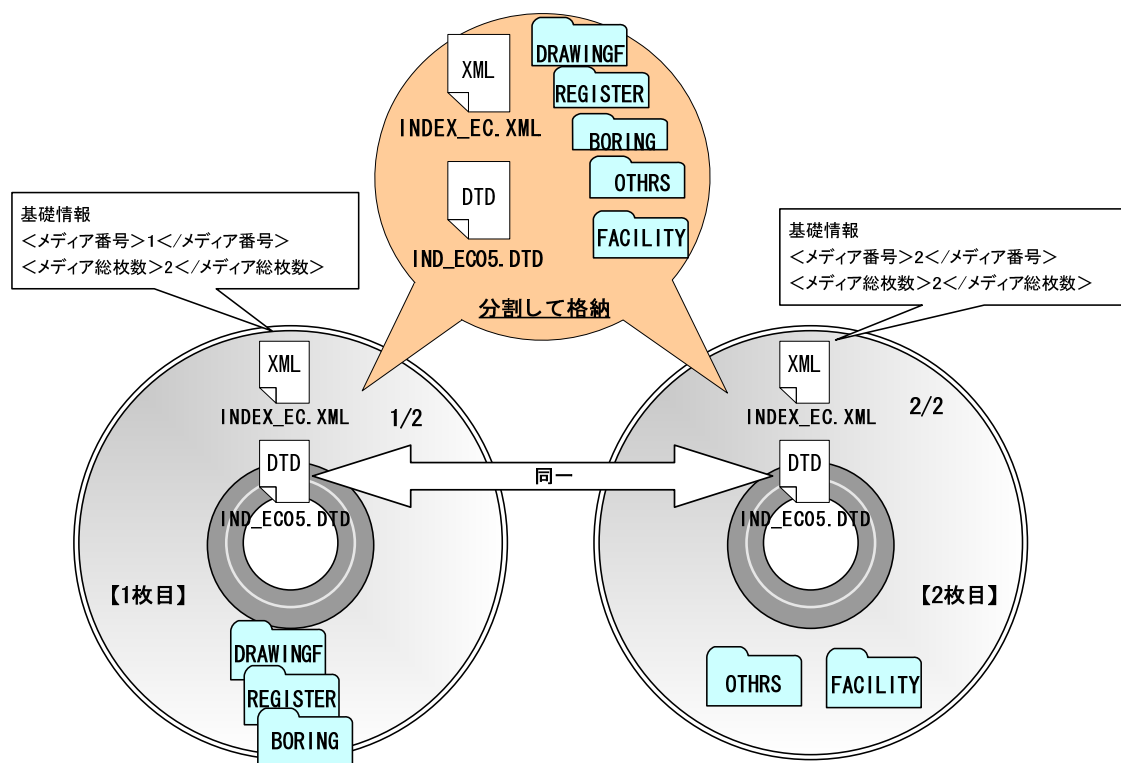 XML
INDEX_EC.XML
DTD
IND_EC05.DTD
DRAWINGF
REGISTER
BORING
OTHRS
FACILITY
分割して格納
基礎情報
<メディア番号>1</メディア番号>
<メディア総枚数>2</メディア総枚数>
基礎情報
<メディア番号>2</メディア番号>
<メディア総枚数>2</メディア総枚数>
XML
INDEX_EC.XML
1/2
DTD
IND_EC05.DTD
【1枚目】
DRAWINGF
REGISTER
BORING
同一
XML
INDEX_EC.XML
2/2
DTD
IND_EC05.DTD
【2枚目】
OTHRS
FACILITY